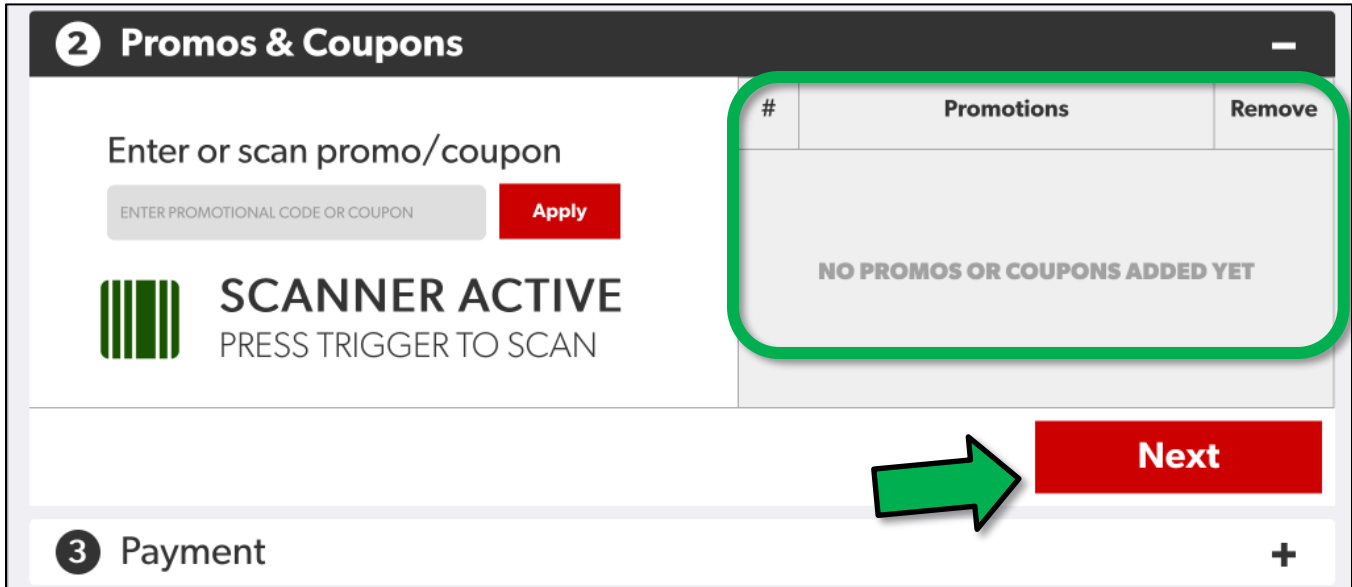 2 Promos & Coupons −
# Promotions Remove
Enter or scan promo/coupon
ENTER PROMOTIONAL CODE OR COUPON Apply
NO PROMOS OR COUPONS ADDED YET
SCANNER ACTIVE
PRESS TRIGGER TO SCAN
Next
3 Payment +